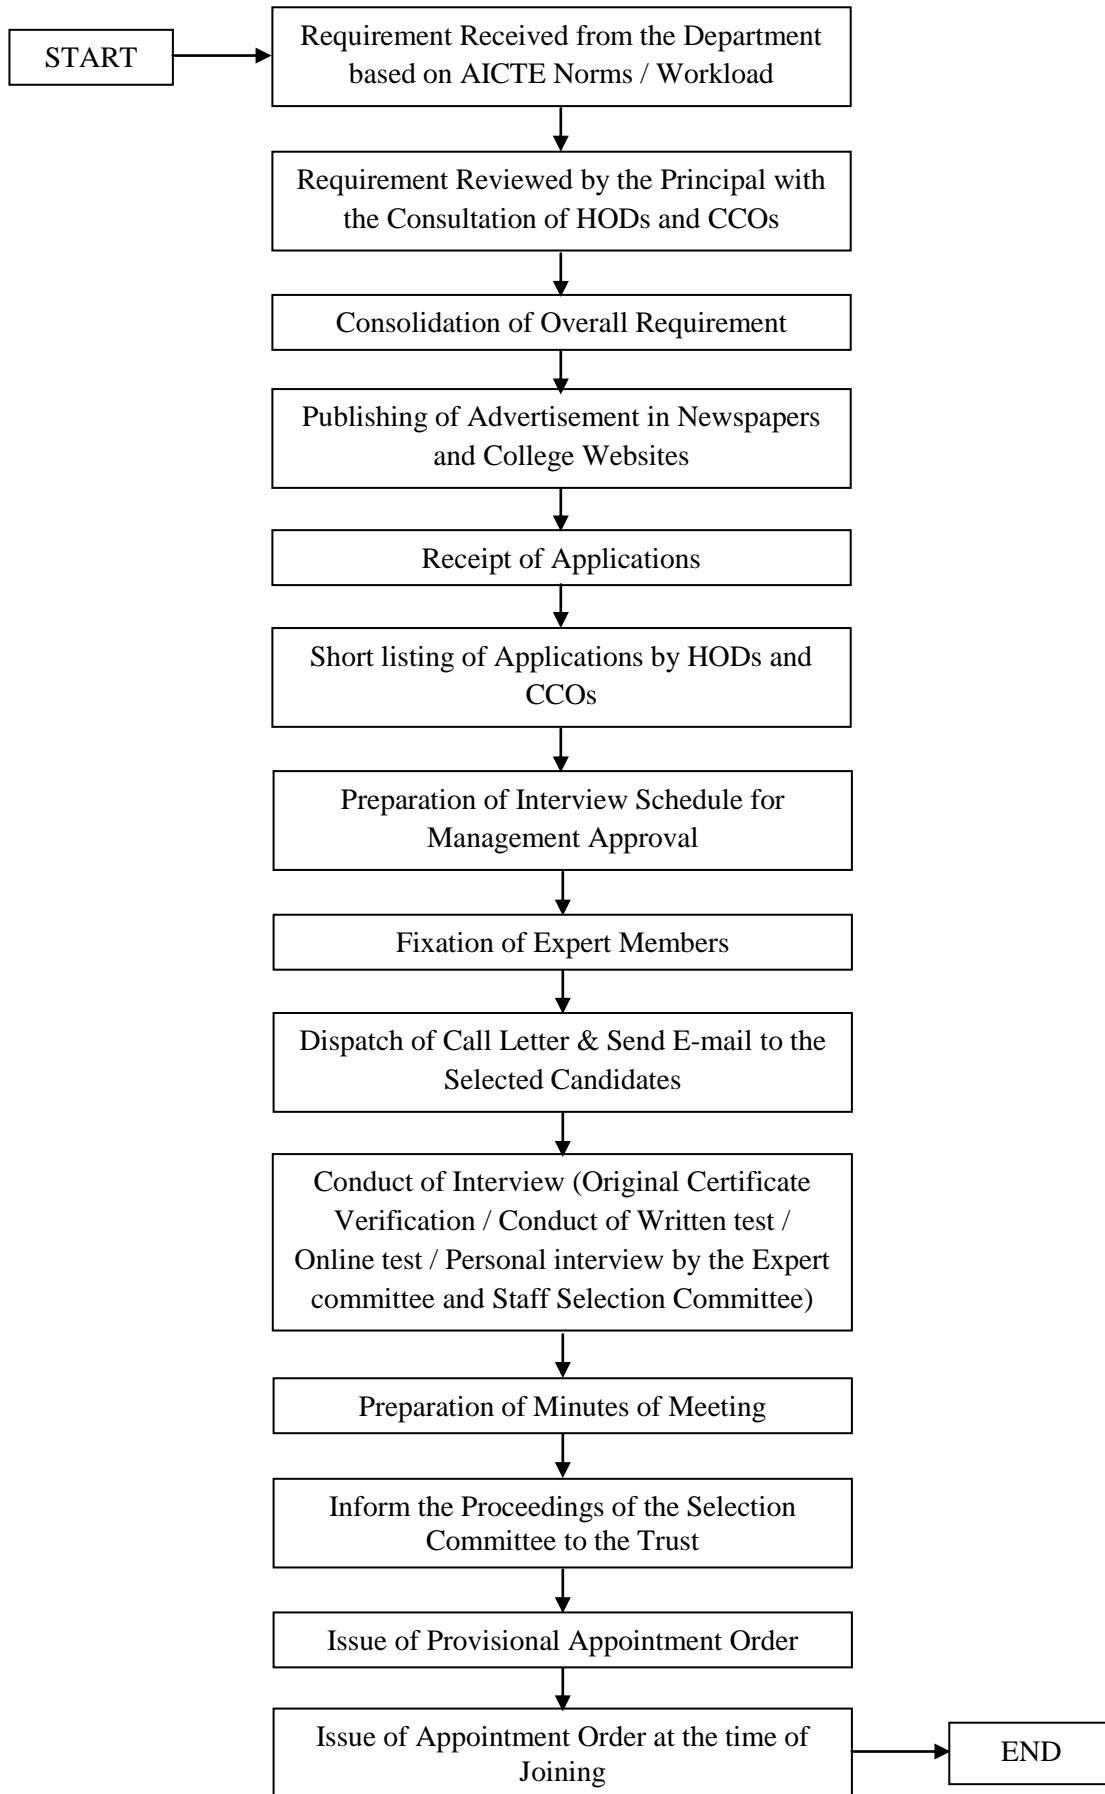 START
Requirement Received from the Department
based on AICTE Norms / Workload
Requirement Reviewed by the Principal with
the Consultation of HODs and CCOs
Consolidation of Overall Requirement
Publishing of Advertisement in Newspapers
and College Websites
Receipt of Applications
Short listing of Applications by HODs and
CCOs
Preparation of Interview Schedule for
Management Approval
Fixation of Expert Members
Dispatch of Call Letter & Send E-mail to the
Selected Candidates
Conduct of Interview (Original Certificate
Verification / Conduct of Written test /
Online test / Personal interview by the Expert
committee and Staff Selection Committee)
Preparation of Minutes of Meeting
Inform the Proceedings of the Selection
Committee to the Trust
Issue of Provisional Appointment Order
Issue of Appointment Order at the time of
Joining
END